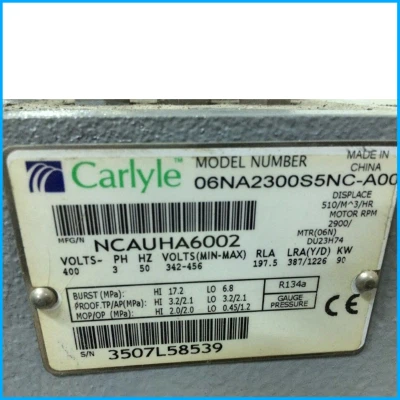 Carlyle™
MODEL NUMBER
MADE IN
CHINA
06NA2300S5NC-A00
DISPLACE
510/M^3/HR
MOTOR RPM
2900/
MFG/N NCAUHA6002
MTR(06N)
DU23H74
VOLTS- PH HZ VOLTS(MIN-MAX) RLA LRA(Y/D) KW
400 3 50 342-456 197.5 387/1226 90
BURST (MPa): HI 17.2 LO 6.8
PROOF.TP/AP(MPa): HI 3.2/2.1 LO 3.2/2.1
MOP/OP (MPa): HI 2.0/2.0 LO 0.45/1.2
R134a
GAUGE
PRESSURE
CE
S/N 3507L58539